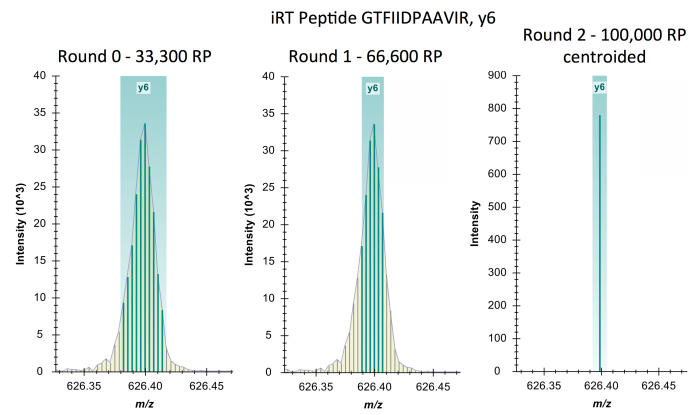 iRT Peptide GTFIIDPAAVIR, y6
Round 0 - 33,300 RP
Round 1 - 66,600 RP
Round 2 - 100,000 RP
centroided
y6
40
35
30
25
20
15
10
5
0
Intensity (10^3)
626.35
626.40
626.45
m/z
y6
40
35
30
25
20
15
10
5
0
Intensity (10^3)
626.35
626.40
626.45
m/z
y6
900
800
700
600
500
400
300
200
100
0
Intensity
626.35
626.40
626.45
m/z